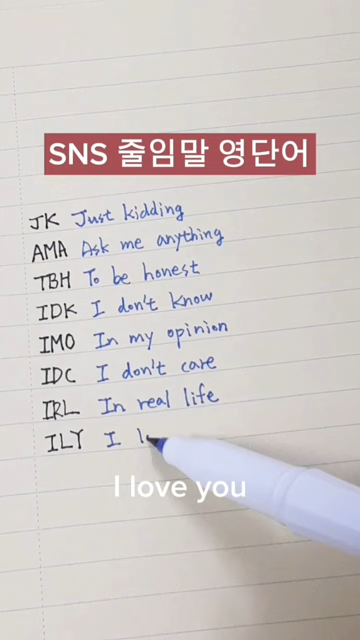 SNS 줄임말 영단어
JK Just kidding
AMA Ask me anything
TBH To be honest
IDK I don't know
IMO In my opinion
IDC I don't care
IRL In real life
ILY I l
I love you